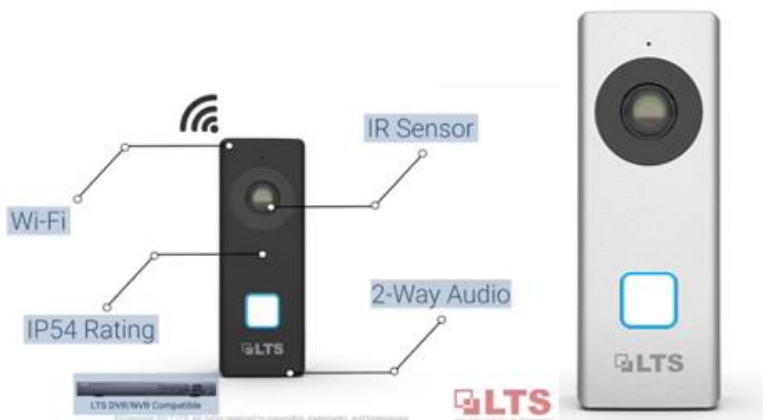 IR Sensor
Wi-Fi
IP54 Rating
2-Way Audio
LTS
LTS DVR/NVR Compatible
LTS
LTS